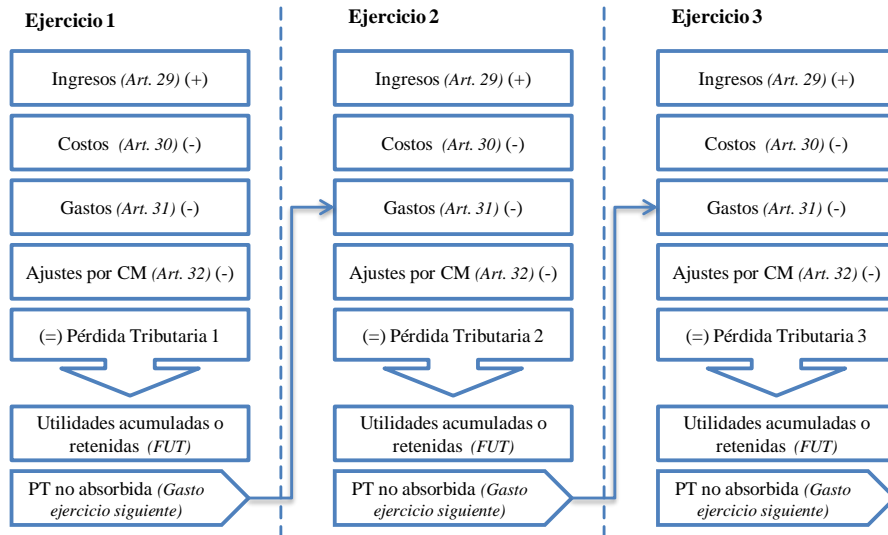 Ejercicio 1
Ingresos (Art. 29) (+)
Costos (Art. 30) (-)
Gastos (Art. 31) (-)
Ajustes por CM (Art. 32) (-)
(=) Pérdida Tributaria 1
Utilidades acumuladas o
retenidas (FUT)
PT no absorbida (Gasto
ejercicio siguiente)
Ejercicio 2
Ingresos (Art. 29) (+)
Costos (Art. 30) (-)
Gastos (Art. 31) (-)
Ajustes por CM (Art. 32) (-)
(=) Pérdida Tributaria 2
Utilidades acumuladas o
retenidas (FUT)
PT no absorbida (Gasto
ejercicio siguiente)
Ejercicio 3
Ingresos (Art. 29) (+)
Costos (Art. 30) (-)
Gastos (Art. 31) (-)
Ajustes por CM (Art. 32) (-)
(=) Pérdida Tributaria 3
Utilidades acumuladas o
retenidas (FUT)
PT no absorbida (Gasto
ejercicio siguiente)